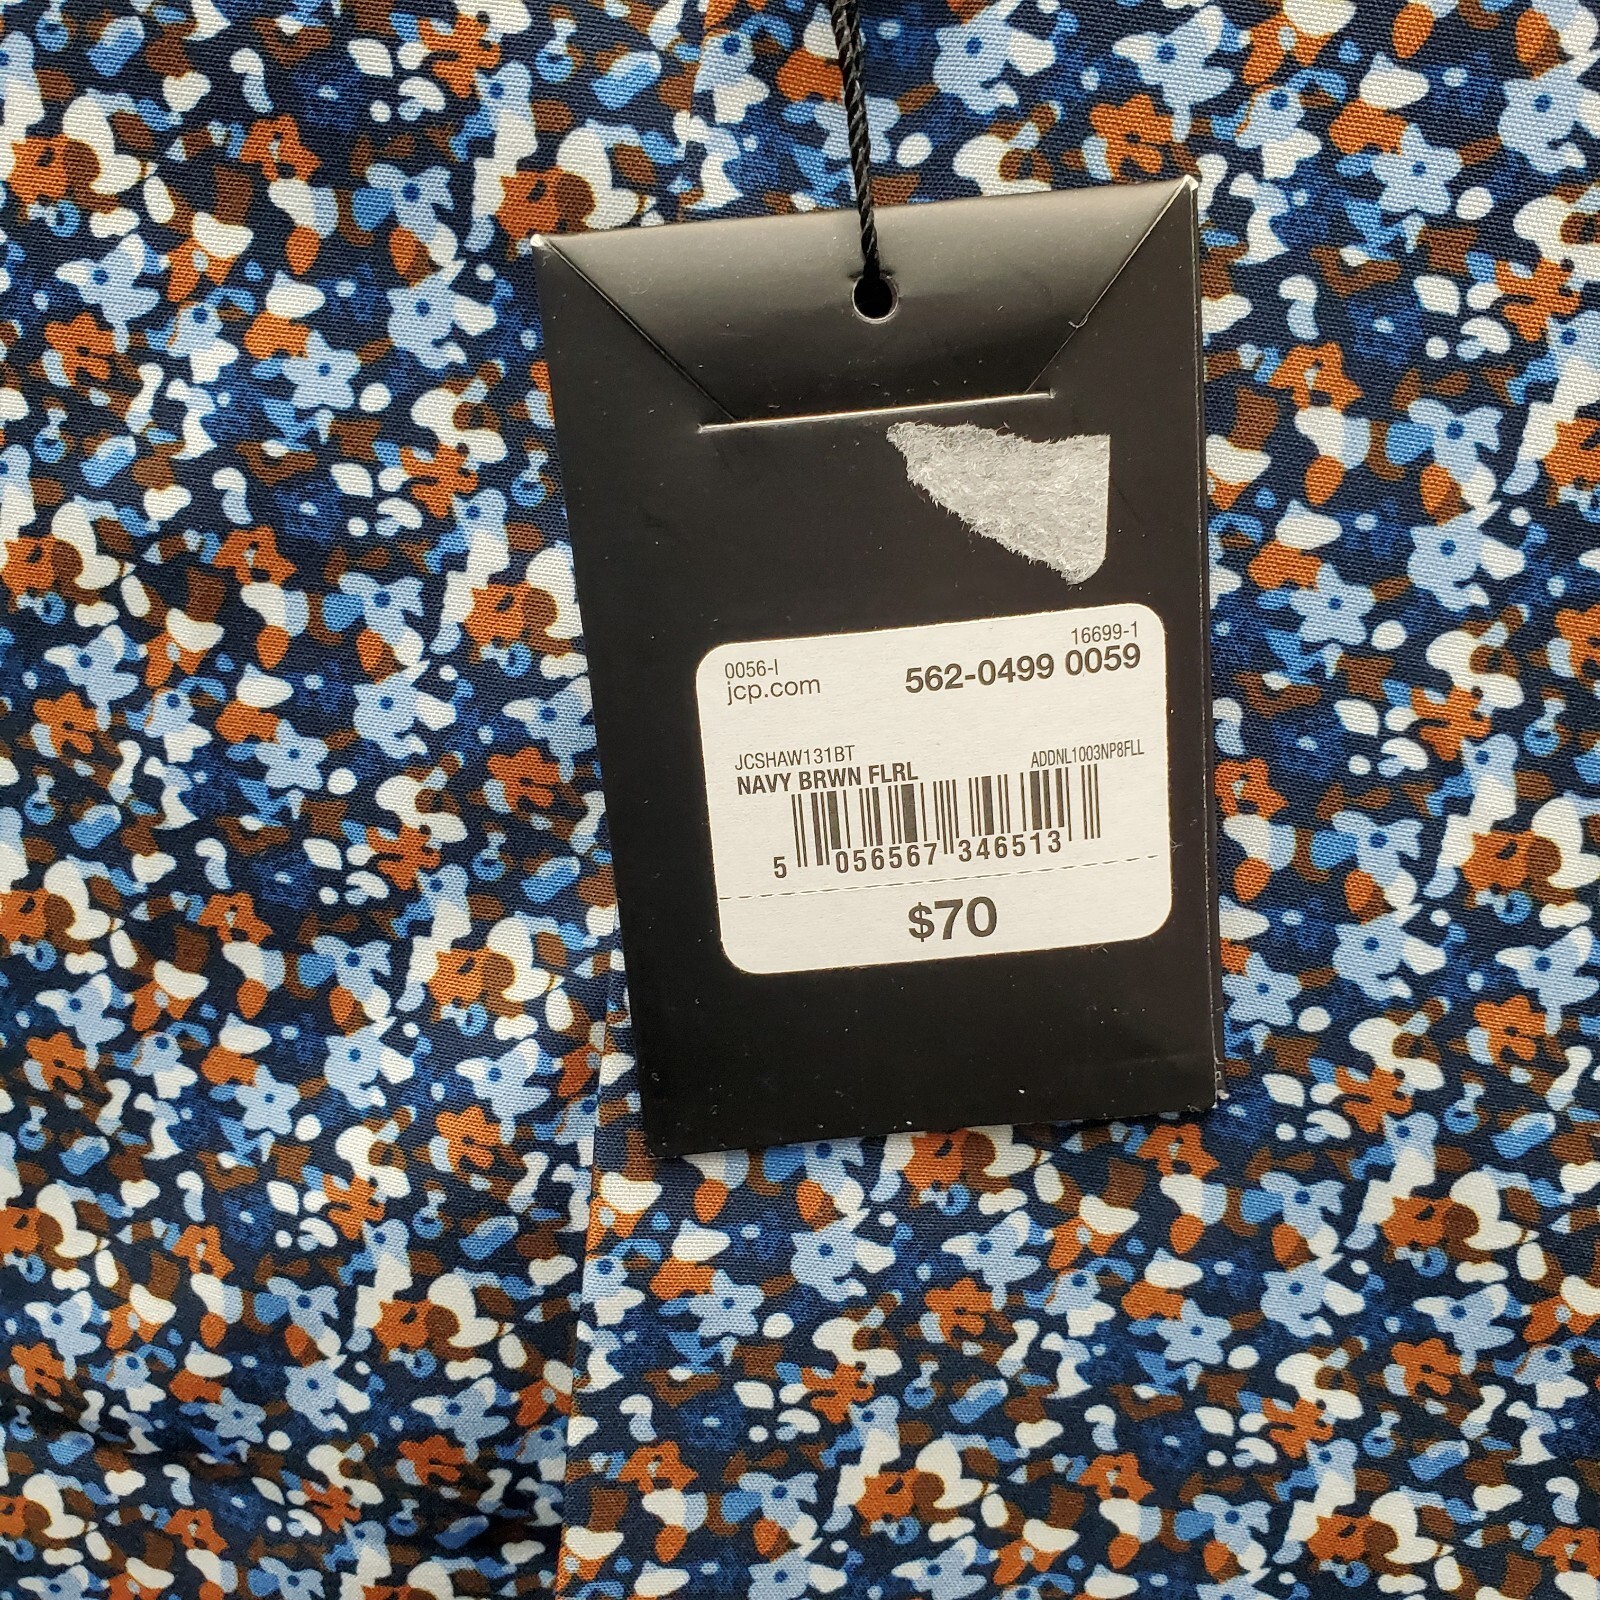 16699-1
0056-I
562-0499 0059
jcp.com
JCSHAW131BT
ADDNL1003NP8FLL
NAVY BRWN FLRL
5 056567 346513
$70